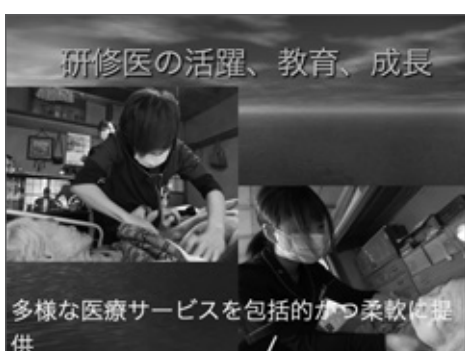 研修医の活躍、教育、成長
多様な医療サービスを包括的かつ柔軟に提
供